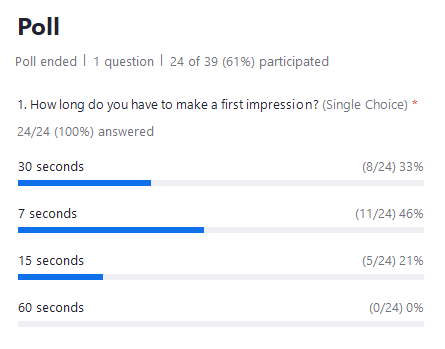 Poll
Poll ended | 1 question | 24 of 39 (61%) participated
1. How long do you have to make a first impression? (Single Choice) *
24/24 (100%) answered
30 seconds (8/24) 33%
7 seconds (11/24) 46%
15 seconds (5/24) 21%
60 seconds (0/24) 0%